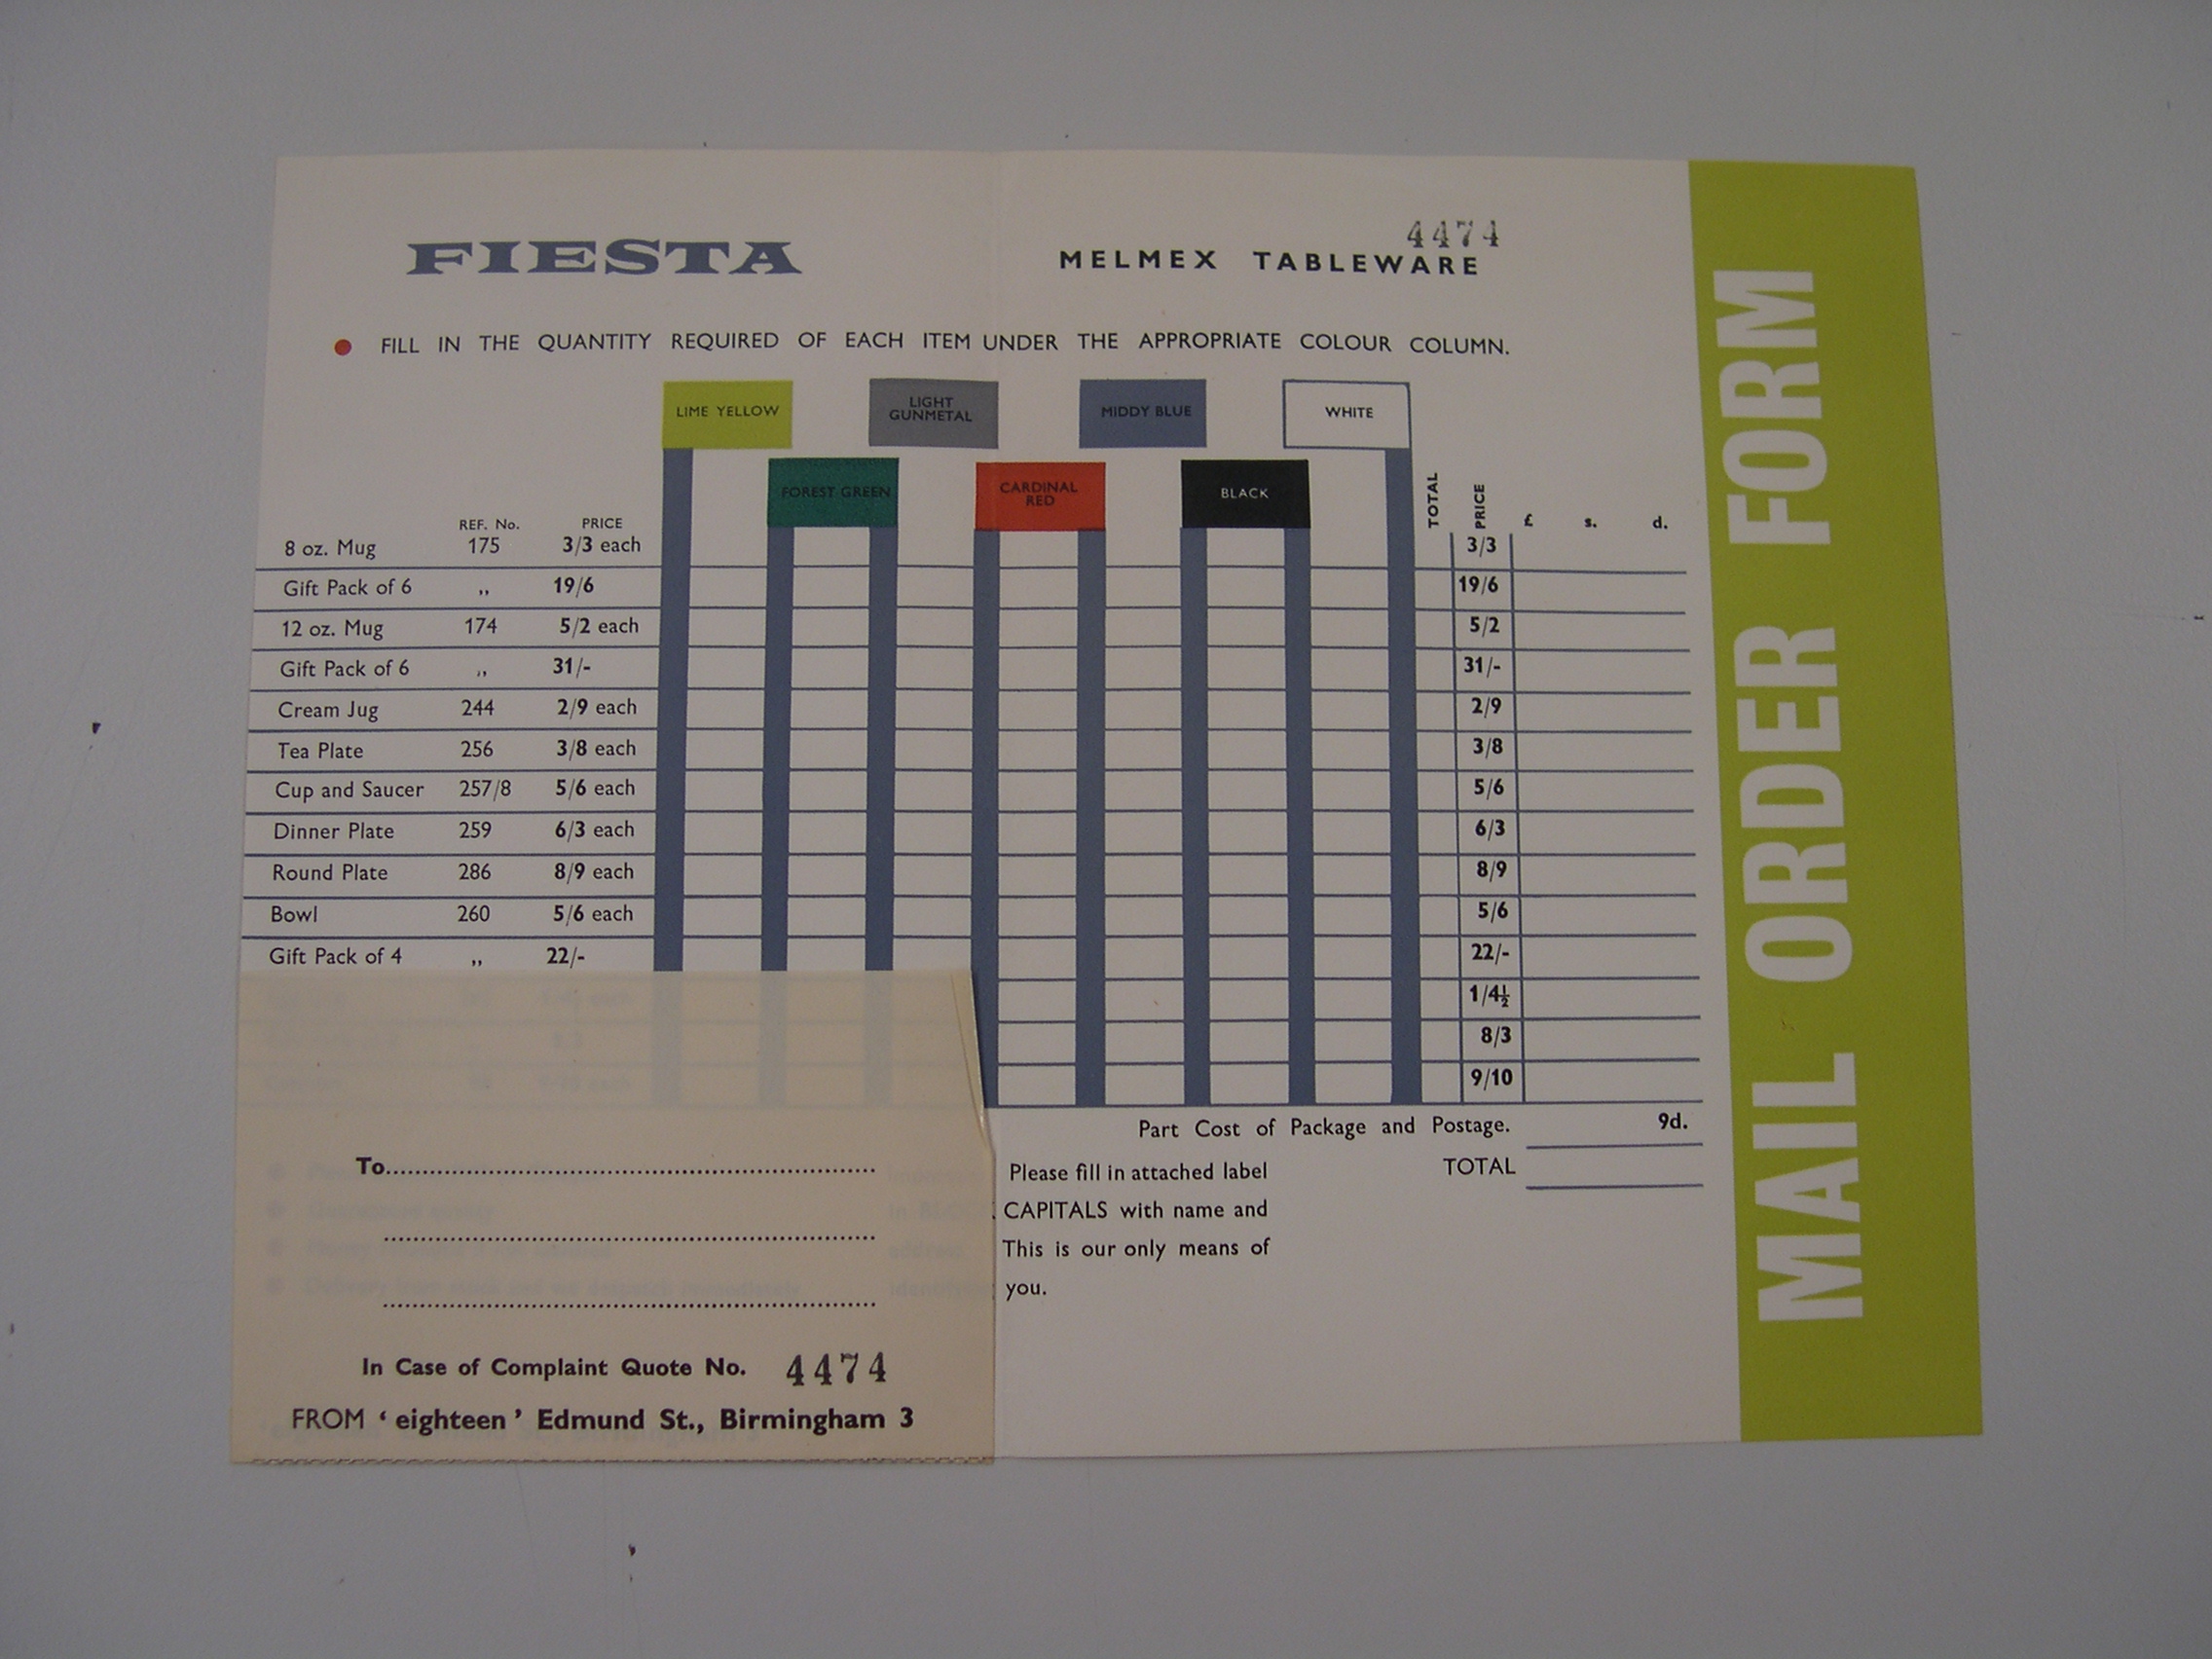 4474
FIESTA MELMEX TABLEWARE
● FILL IN THE QUANTITY REQUIRED OF EACH ITEM UNDER THE APPROPRIATE COLOUR COLUMN.
LIME YELLOW LIGHT GUNMETAL MIDDY BLUE WHITE
FOREST GREEN CARDINAL RED BLACK
REF. No. PRICE TOTAL PRICE £ s. d.
8 oz. Mug 175 3/3 each 3/3
Gift Pack of 6 ,, 19/6 19/6
12 oz. Mug 174 5/2 each 5/2
Gift Pack of 6 ,, 31/- 31/-
Cream Jug 244 2/9 each 2/9
Tea Plate 256 3/8 each 3/8
Cup and Saucer 257/8 5/6 each 5/6
Dinner Plate 259 6/3 each 6/3
Round Plate 286 8/9 each 8/9
Bowl 260 5/6 each 5/6
Gift Pack of 4 ,, 22/- 22/-
1/4½
8/3
9/10
Part Cost of Package and Postage. 9d.
TOTAL
Please fill in attached label
CAPITALS with name and
This is our only means of
you.
To
In Case of Complaint Quote No. 4474
FROM ‘ eighteen ’ Edmund St., Birmingham 3
MAIL ORDER FORM